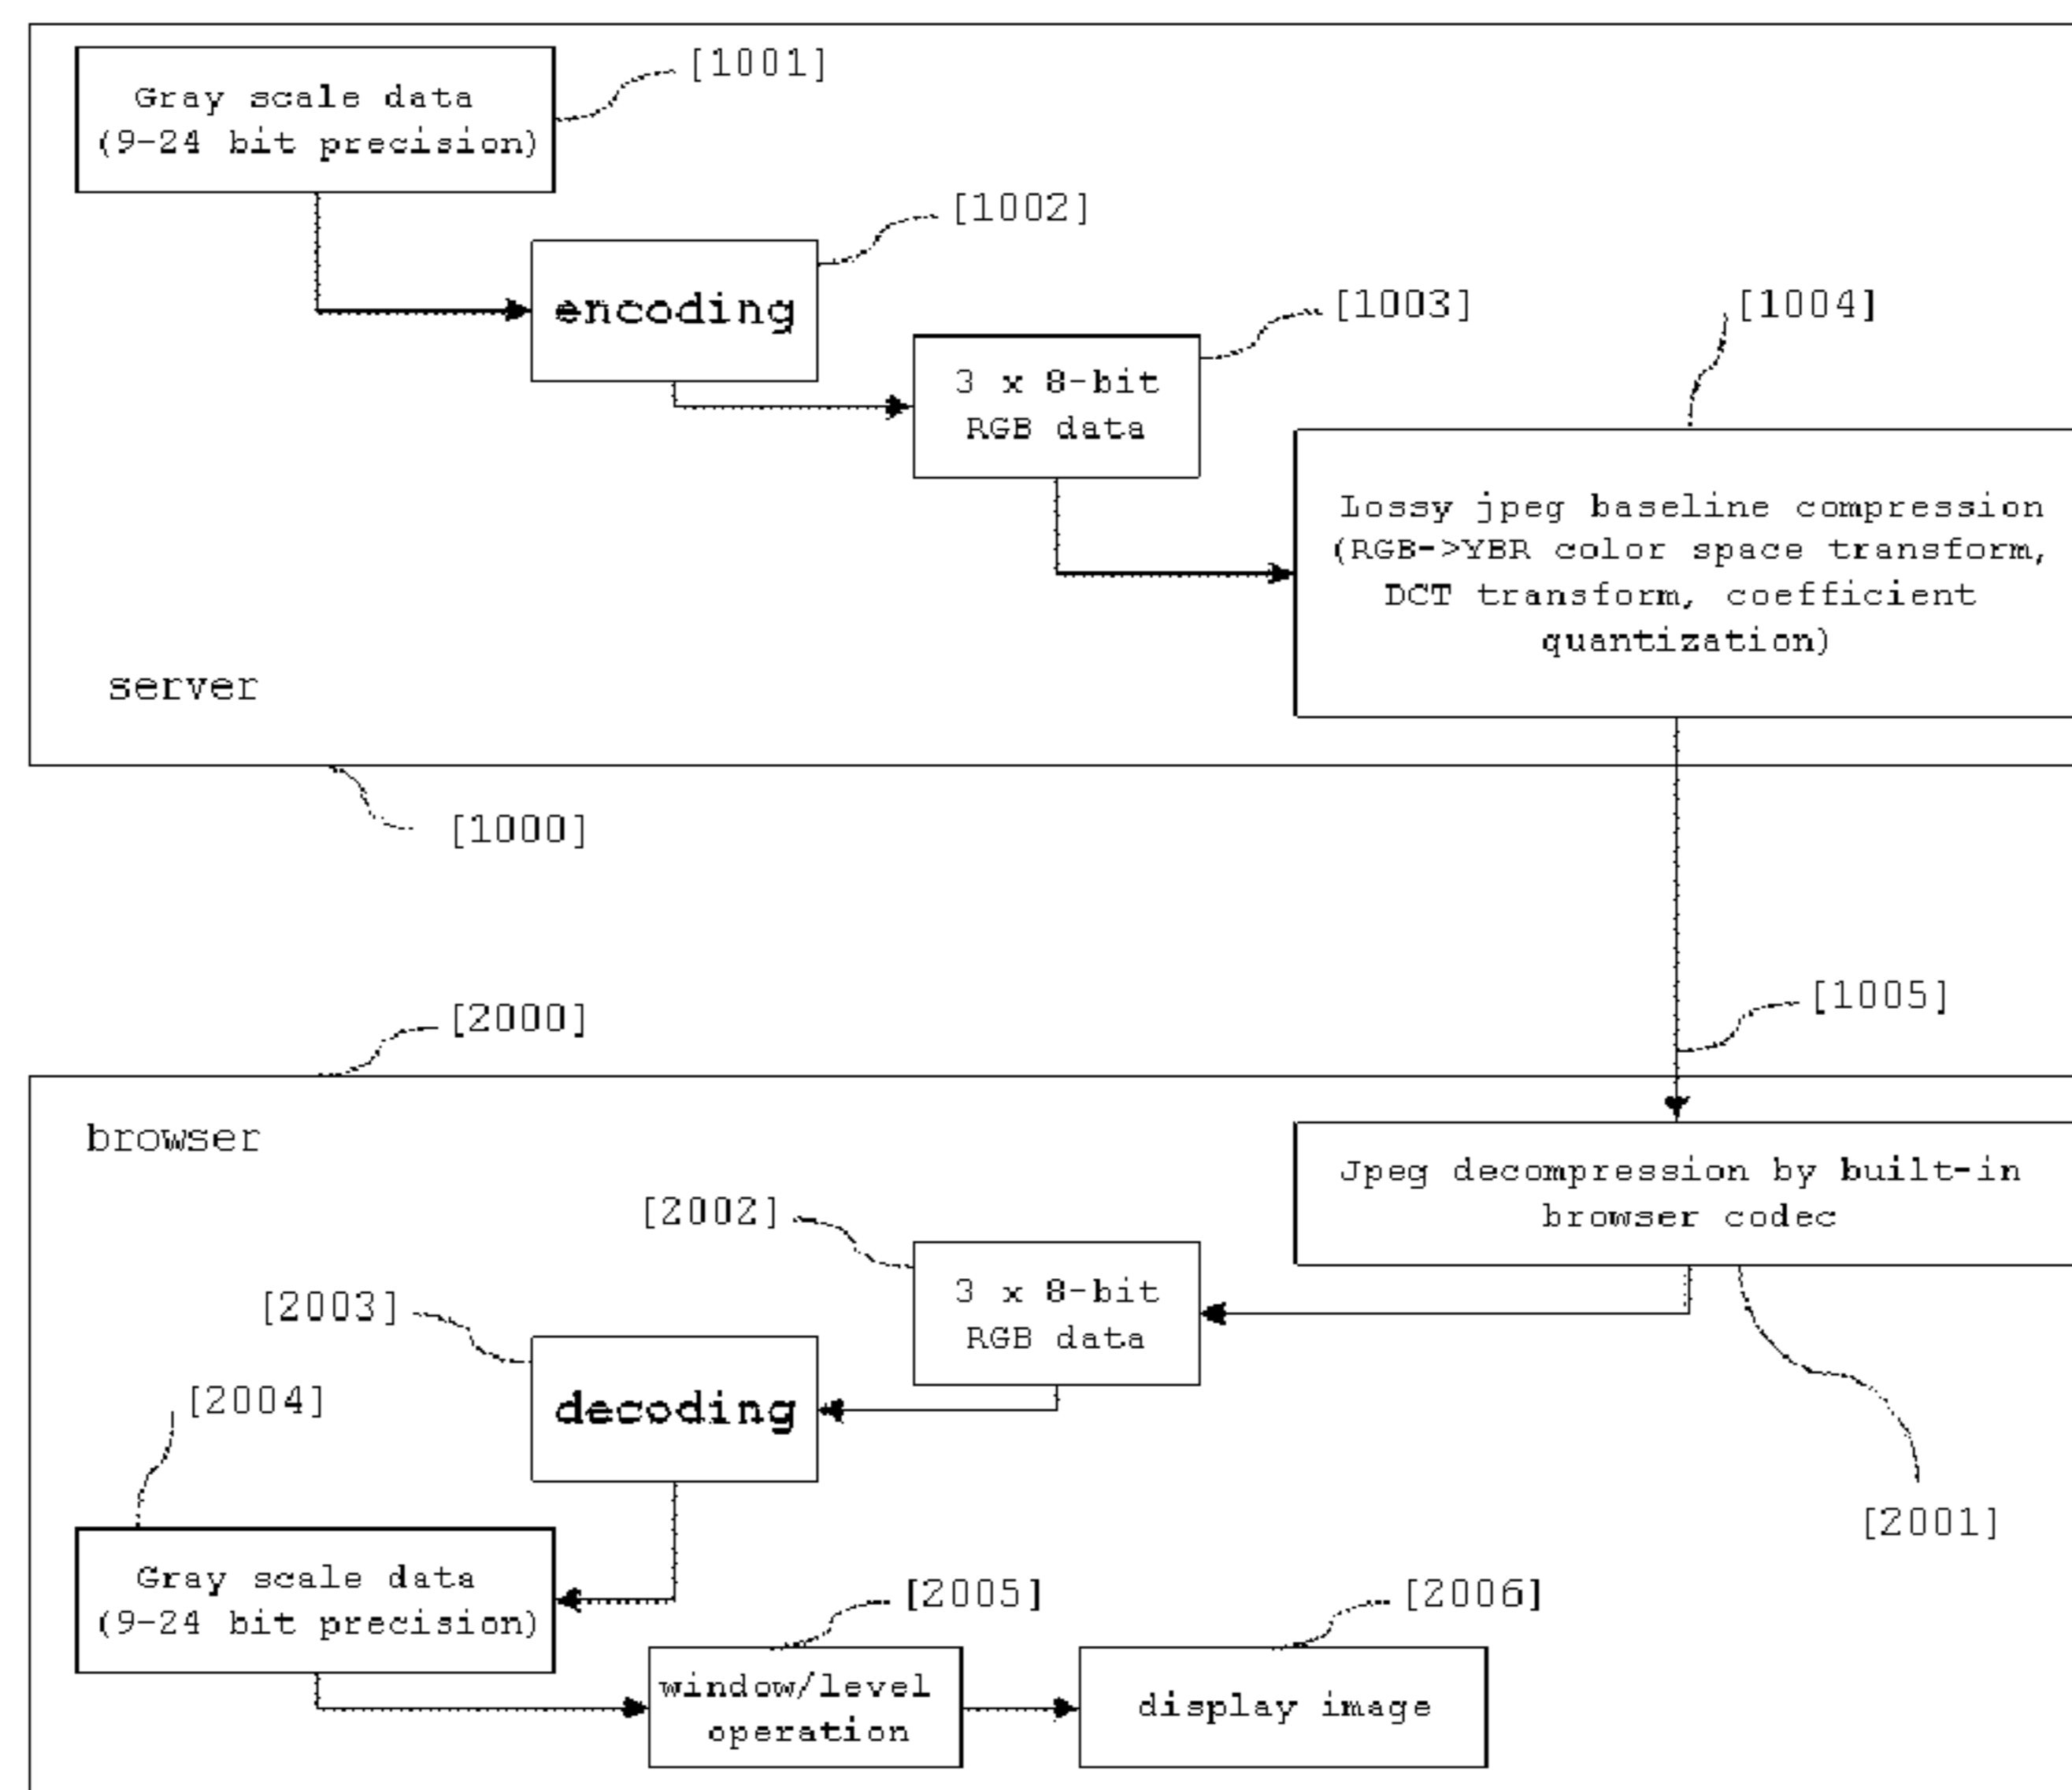 [1001]
Gray scale data
(9-24 bit precision)
[1002]
encoding
[1003]
3 x 8-bit
RGB data
[1004]
Lossy jpeg baseline compression
(RGB->YBR color space transform,
DCT transform, coefficient
quantization)
server
[1000]
[1005]
[2000]
browser
Jpeg decompression by built-in
browser codec
[2001]
[2002]
3 x 8-bit
RGB data
[2003]
decoding
[2004]
Gray scale data
(9-24 bit precision)
[2005]
window/level
operation
[2006]
display image